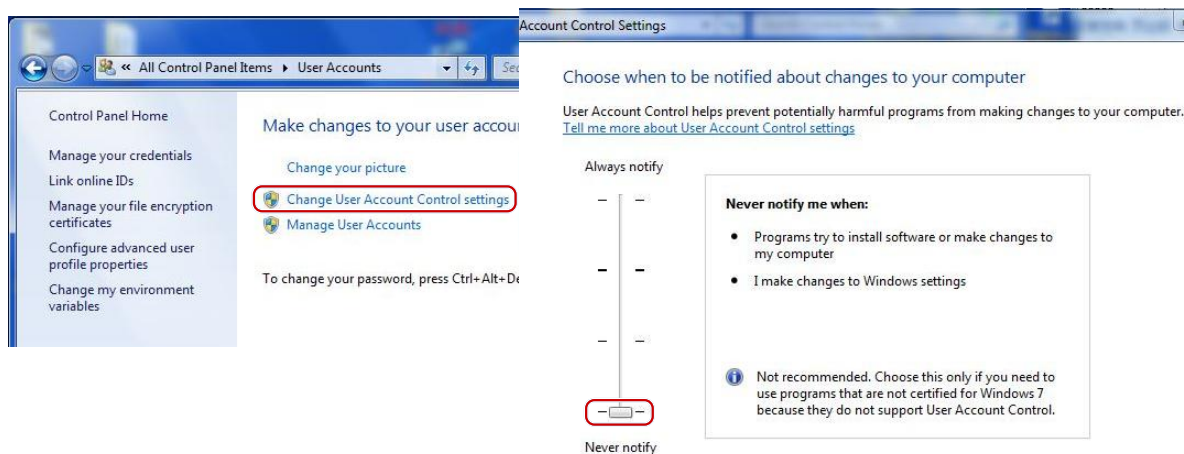 All Control Panel Items
User Accounts
Control Panel Home
Manage your credentials
Link online IDs
Manage your file encryption
certificates
Configure advanced user
profile properties
Change my environment
variables
Make changes to your user
Change your picture
Change User Account Control settings
Manage User Accounts
To change your password, press Ctrl+Alt+
Account Control Settings
Choose when to be notified about changes to your computer
User Account Control helps prevent potentially harmful programs from making changes to your computer.
Tell me more about User Account Control settings
Always notify
Never notify me when:
• Programs try to install software or make changes to
my computer
• I make changes to Windows settings
Not recommended. Choose this only if you need to
use programs that are not certified for Windows 7
because they do not support User Account Control.
Never notify